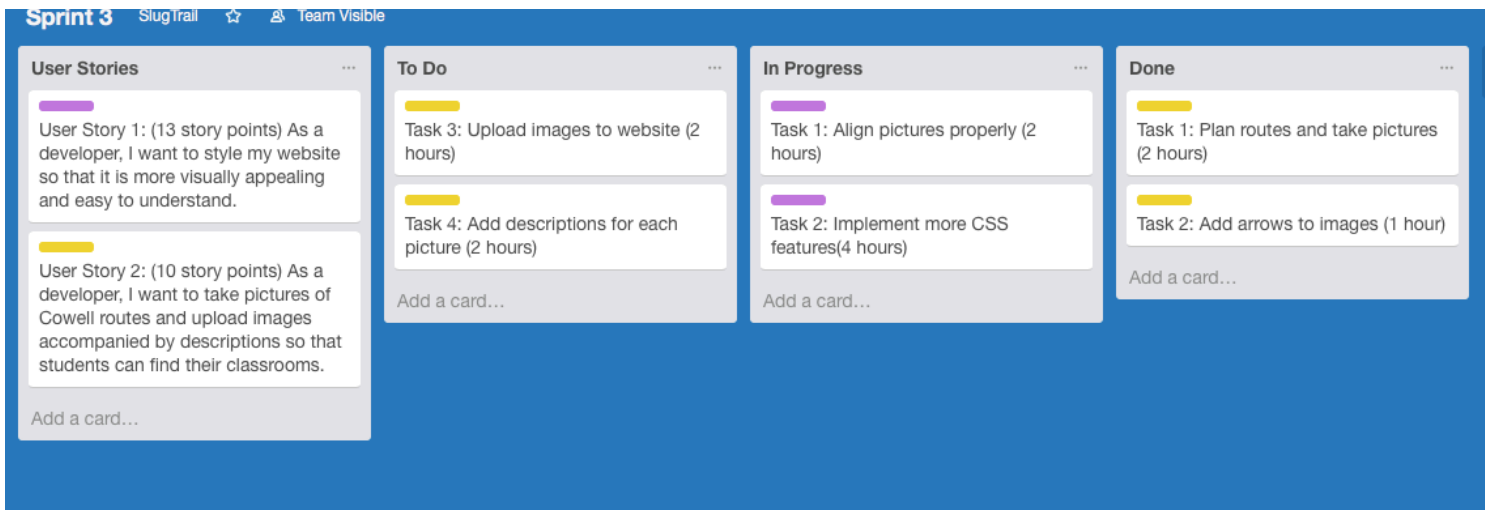 Sprint 3 SlugTrail Team Visible
User Stories ...
User Story 1: (13 story points) As a
developer, I want to style my website
so that it is more visually appealing
and easy to understand.
User Story 2: (10 story points) As a
developer, I want to take pictures of
Cowell routes and upload images
accompanied by descriptions so that
students can find their classrooms.
Add a card…
To Do ...
Task 3: Upload images to website (2
hours)
Task 4: Add descriptions for each
picture (2 hours)
Add a card…
In Progress ...
Task 1: Align pictures properly (2
hours)
Task 2: Implement more CSS
features(4 hours)
Add a card…
Done ...
Task 1: Plan routes and take pictures
(2 hours)
Task 2: Add arrows to images (1 hour)
Add a card…